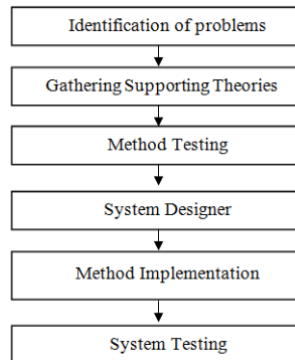 Identification of problems
Gathering Supporting Theories
Method Testing
System Designer
Method Implementation
System Testing